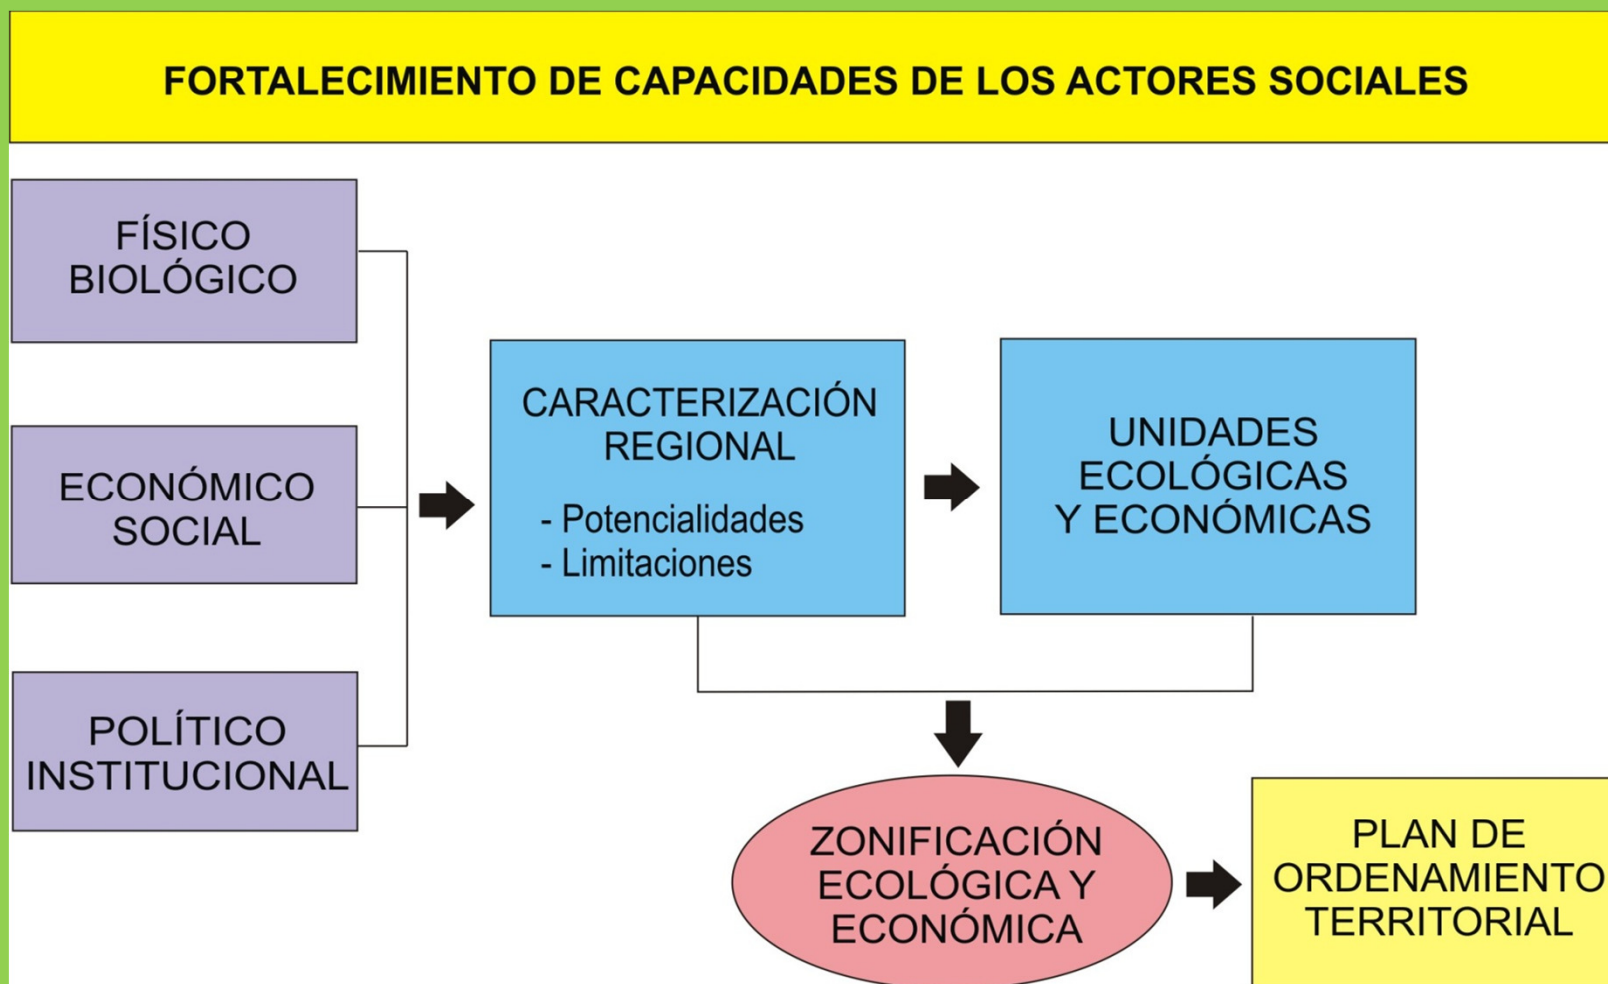 FORTALECIMIENTO DE CAPACIDADES DE LOS ACTORES SOCIALES
FÍSICO
BIOLÓGICO
ECONÓMICO
SOCIAL
POLÍTICO
INSTITUCIONAL
CARACTERIZACIÓN
REGIONAL
- Potencialidades
- Limitaciones
UNIDADES
ECOLÓGICAS
Y ECONÓMICAS
ZONIFICACIÓN
ECOLÓGICA Y
ECONÓMICA
PLAN DE
ORDENAMIENTO
TERRITORIAL